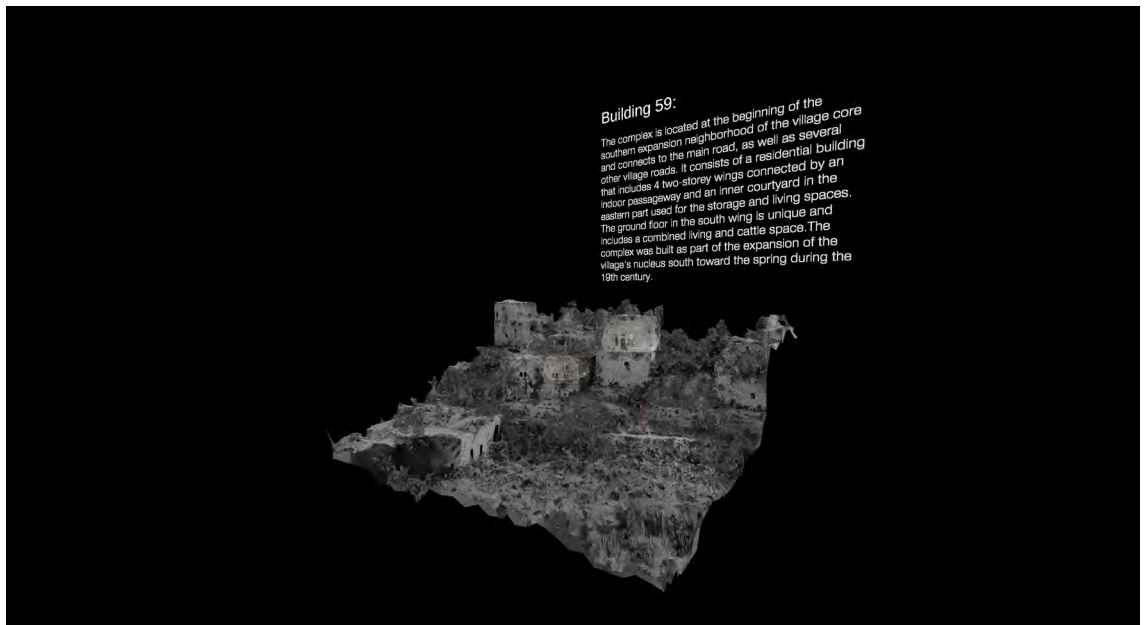 Building 59:
The complex is located at the beginning of the
southern expansion neighborhood of the village core
and connects to the main road, as well as several
other village roads. It consists of a residential building
that includes 4 two-storey wings connected by an
indoor passageway and an inner courtyard in the
eastern part used for the storage and living spaces.
The ground floor in the south wing is unique and
includes a combined living and cattle space.The
complex was built as part of the expansion of the
village's nucleus south toward the spring during the
19th century.